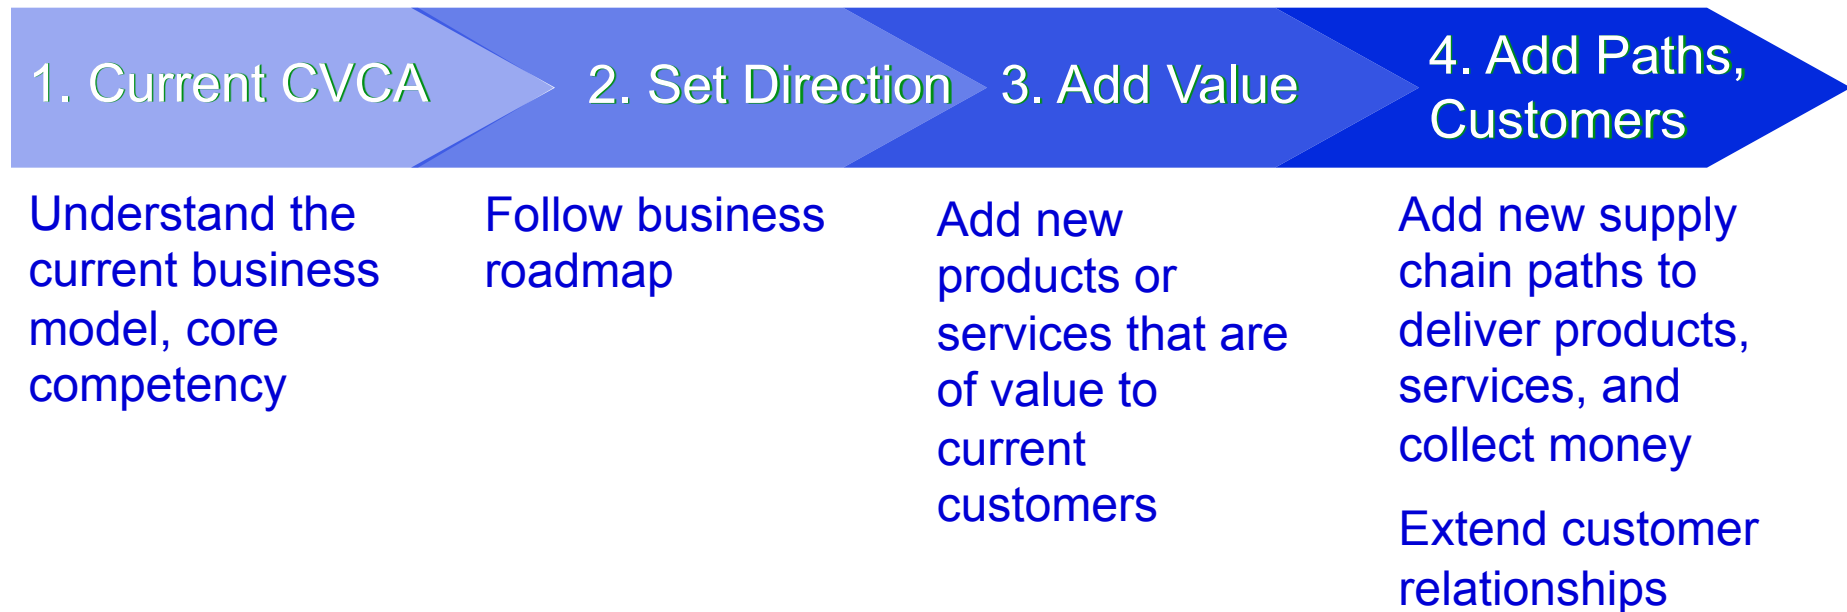 1. Current CVCA
2. Set Direction
3. Add Value
4. Add Paths,
Customers
Understand the
current business
model, core
competency
Follow business
roadmap
Add new
products or
services that are
of value to
current
customers
Add new supply
chain paths to
deliver products,
services, and
collect money
Extend customer
relationships